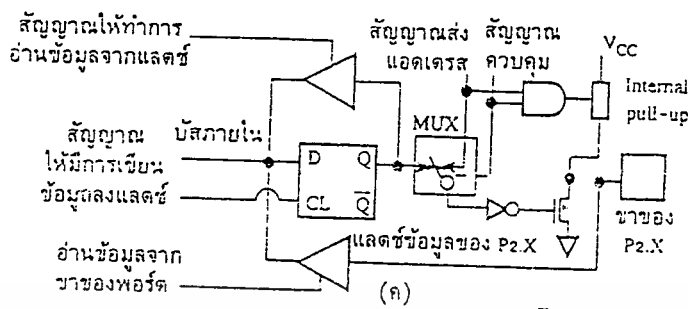 สัญญาณให้ทำการ
อ่านข้อมูลจากแลตช์
สัญญาณส่ง
แอดเดรส
สัญญาณ
ควบคุม
VCC
Internal
pull-up
MUX
สัญญาณ
ให้มีการเขียน
ข้อมูลลงแลตช์
บัสภายใน
D
Q
CL
Q̅
ขาของ
P2.X
แลตช์ข้อมูลของ P2.X
อ่านข้อมูลจาก
ขาของพอร์ต
(ค)